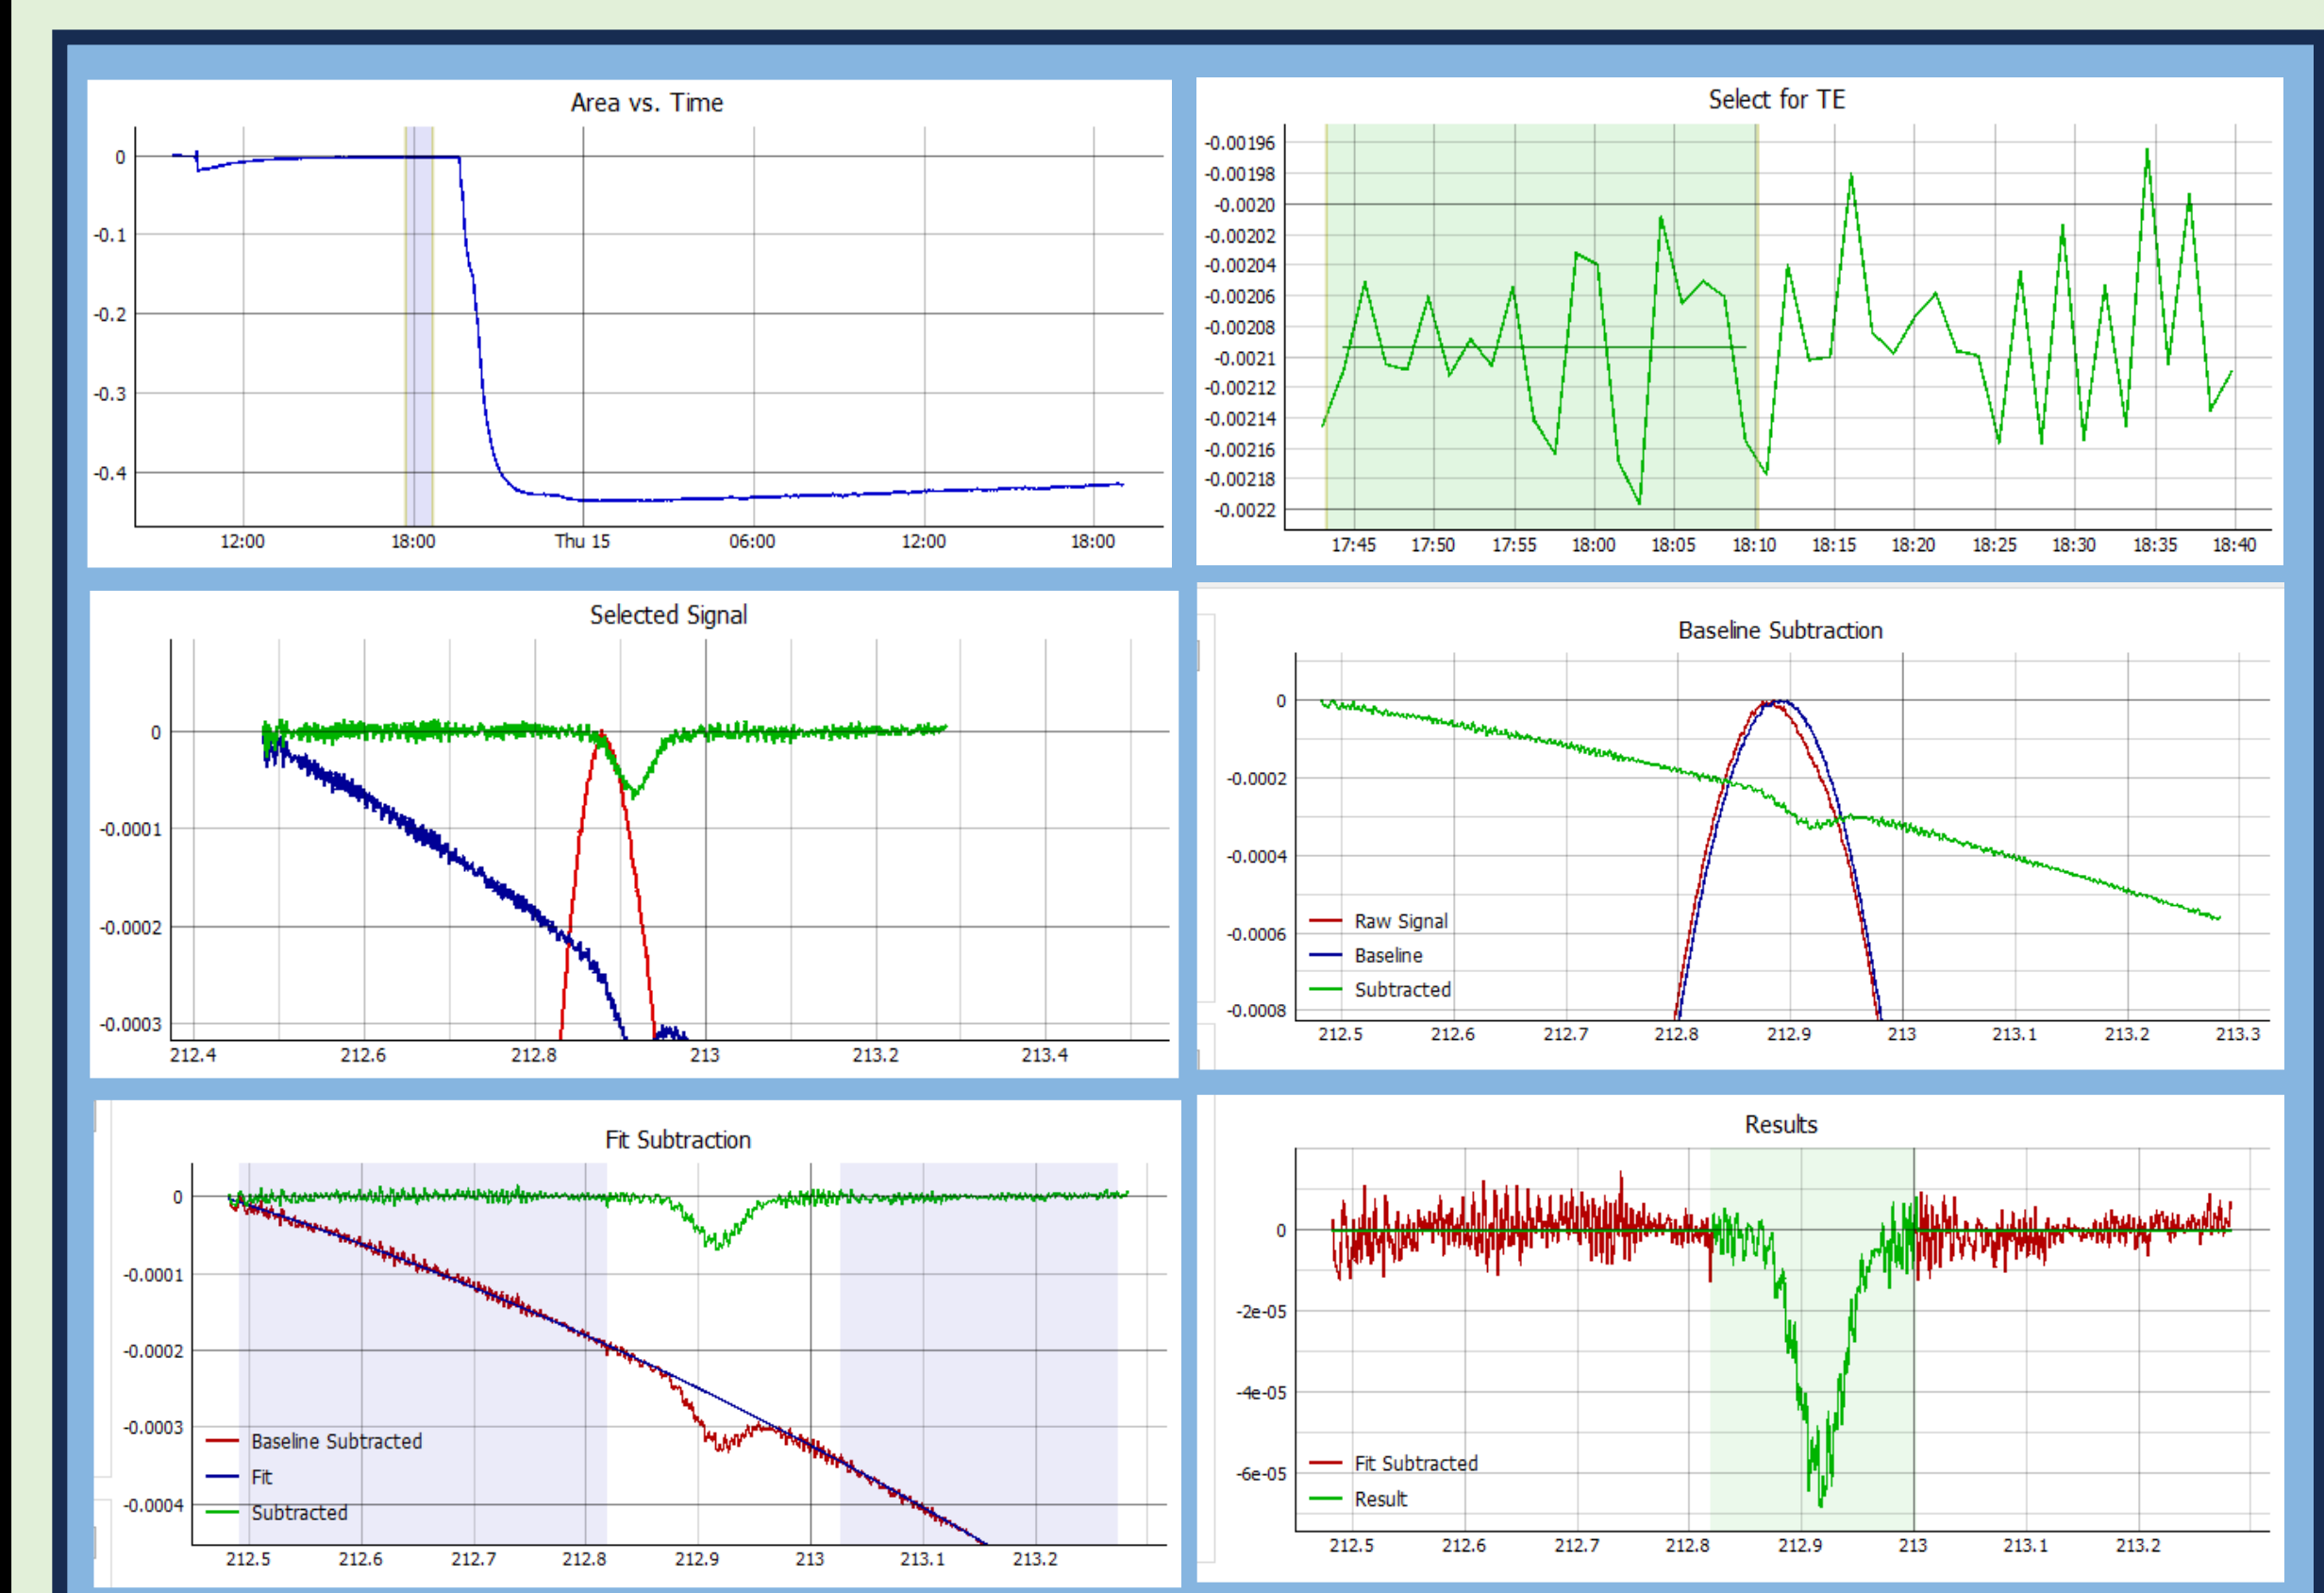 Area vs. Time
0
-0.1
-0.2
-0.3
-0.4
12:00 18:00 Thu 15 06:00 12:00 18:00
Select for TE
-0.00196
-0.00198
-0.0020
-0.00202
-0.00204
-0.00206
-0.00208
-0.0021
-0.00212
-0.00214
-0.00216
-0.00218
-0.0022
17:45 17:50 17:55 18:00 18:05 18:10 18:15 18:20 18:25 18:30 18:35 18:40
Selected Signal
0
-0.0001
-0.0002
-0.0003
212.4 212.6 212.8 213 213.2 213.4
Baseline Subtraction
0
-0.0002
-0.0004
-0.0006
-0.0008
Raw Signal
Baseline
Subtracted
212.5 212.6 212.7 212.8 212.9 213 213.1 213.2 213.3
Fit Subtraction
0
-0.0001
-0.0002
-0.0003
-0.0004
Baseline Subtracted
Fit
Subtracted
212.5 212.6 212.7 212.8 212.9 213 213.1 213.2
Results
0
-2e-05
-4e-05
-6e-05
Fit Subtracted
Result
212.5 212.6 212.7 212.8 212.9 213 213.1 213.2